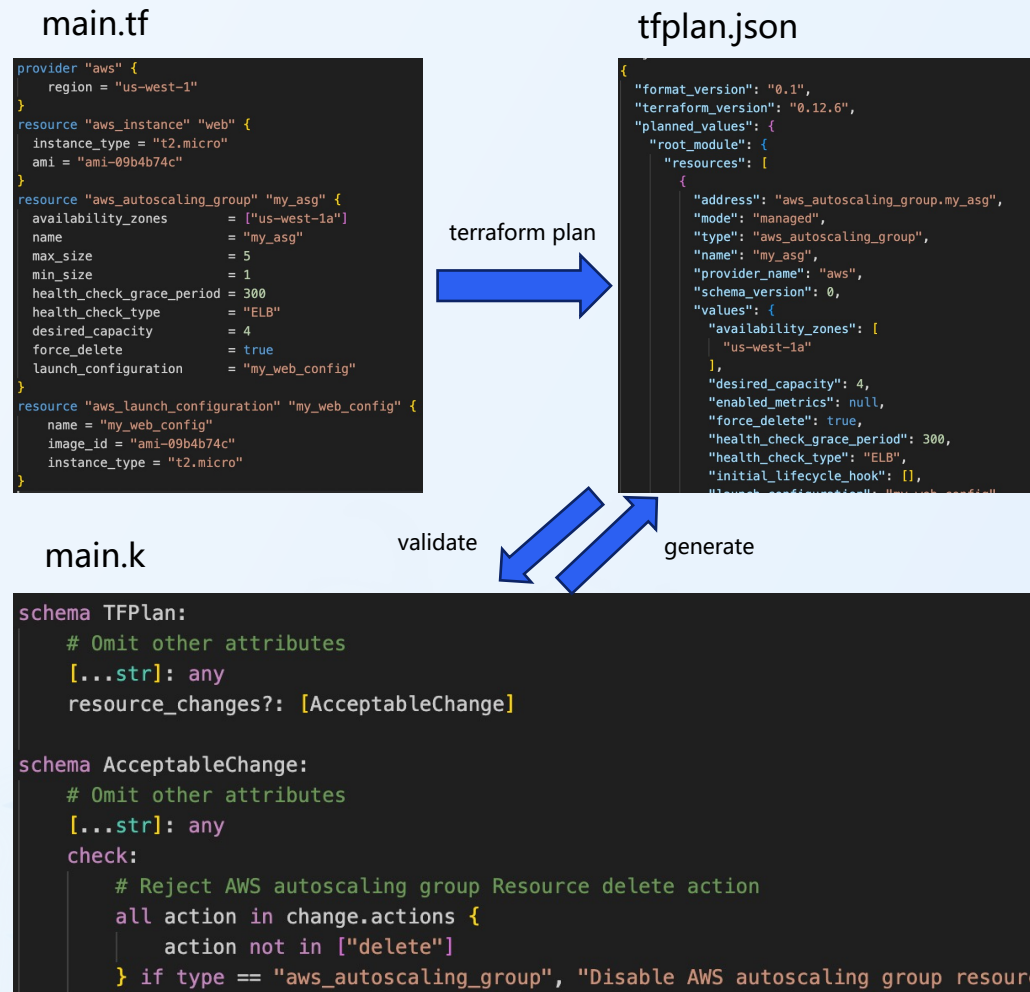 main.tf
provider "aws" {
    region = "us-west-1"
}
resource "aws_instance" "web" {
  instance_type = "t2.micro"
  ami = "ami-09b4b74c"
}
resource "aws_autoscaling_group" "my_asg" {
  availability_zones        = ["us-west-1a"]
  name                      = "my_asg"
  max_size                  = 5
  min_size                  = 1
  health_check_grace_period = 300
  health_check_type         = "ELB"
  desired_capacity          = 4
  force_delete              = true
  launch_configuration      = "my_web_config"
}
resource "aws_launch_configuration" "my_web_config" {
    name = "my_web_config"
    image_id = "ami-09b4b74c"
    instance_type = "t2.micro"
}
terraform plan
tfplan.json
{
  "format_version": "0.1",
  "terraform_version": "0.12.6",
  "planned_values": {
    "root_module": {
      "resources": [
        {
          "address": "aws_autoscaling_group.my_asg",
          "mode": "managed",
          "type": "aws_autoscaling_group",
          "name": "my_asg",
          "provider_name": "aws",
          "schema_version": 0,
          "values": {
            "availability_zones": [
              "us-west-1a"
            ],
            "desired_capacity": 4,
            "enabled_metrics": null,
            "force_delete": true,
            "health_check_grace_period": 300,
            "health_check_type": "ELB",
            "initial_lifecycle_hook": [],
            "launch_configuration": "my_web_config"
validate
generate
main.k
schema TFPlan:
    # Omit other attributes
    [...str]: any
    resource_changes?: [AcceptableChange]
schema AcceptableChange:
    # Omit other attributes
    [...str]: any
    check:
        # Reject AWS autoscaling group Resource delete action
        all action in change.actions {
            action not in ["delete"]
        } if type == "aws_autoscaling_group", "Disable AWS autoscaling group